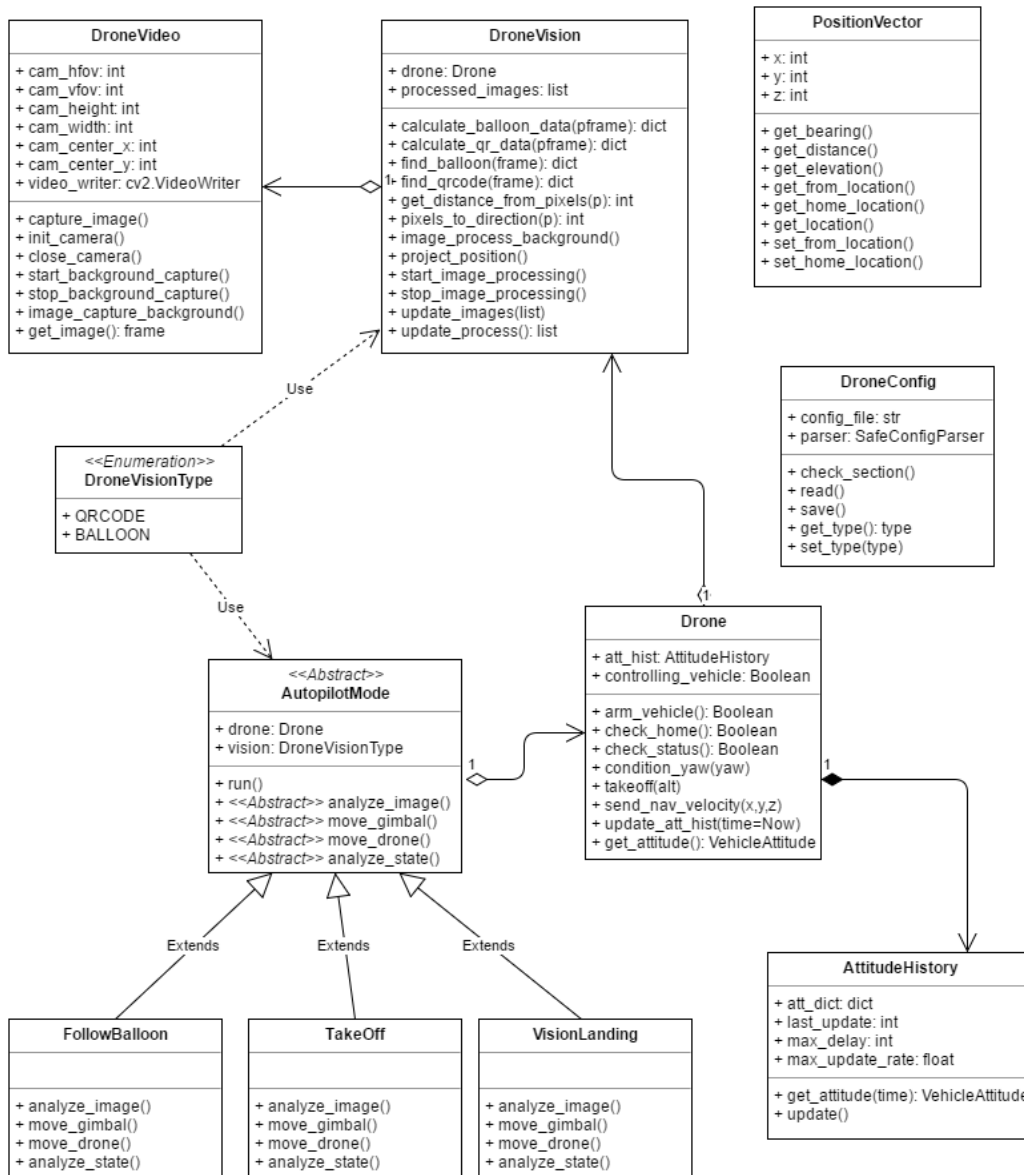 DroneVideo
+ cam_hfov: int
+ cam_vfov: int
+ cam_height: int
+ cam_width: int
+ cam_center_x: int
+ cam_center_y: int
+ video_writer: cv2.VideoWriter
+ capture_image()
+ init_camera()
+ close_camera()
+ start_background_capture()
+ stop_background_capture()
+ image_capture_background()
+ get_image(): frame
1
DroneVision
+ drone: Drone
+ processed_images: list
+ calculate_balloon_data(pframe): dict
+ calculate_qr_data(pframe): dict
+ find_balloon(frame): dict
+ find_qrcode(frame): dict
+ get_distance_from_pixels(p): int
+ pixels_to_direction(p): int
+ image_process_background()
+ project_position()
+ start_image_processing()
+ stop_image_processing()
+ update_images(list)
+ update_process(): list
PositionVector
+ x: int
+ y: int
+ z: int
+ get_bearing()
+ get_distance()
+ get_elevation()
+ get_from_location()
+ get_home_location()
+ get_location()
+ set_from_location()
+ set_home_location()
Use
DroneConfig
+ config_file: str
+ parser: SafeConfigParser
+ check_section()
+ read()
+ save()
+ get_type(): type
+ set_type(type)
<<Enumeration>>
DroneVisionType
+ QRCODE
+ BALLOON
Use
1
Drone
+ att_hist: AttitudeHistory
+ controlling_vehicle: Boolean
+ arm_vehicle(): Boolean
+ check_home(): Boolean
+ check_status(): Boolean
+ condition_yaw(yaw)
+ takeoff(alt)
+ send_nav_velocity(x,y,z)
+ update_att_hist(time=Now)
+ get_attitude(): VehicleAttitude
<<Abstract>>
AutopilotMode
+ drone: Drone
+ vision: DroneVisionType
+ run()
+ <<Abstract>> analyze_image()
+ <<Abstract>> move_gimbal()
+ <<Abstract>> move_drone()
+ <<Abstract>> analyze_state()
1
1
Extends
Extends
Extends
AttitudeHistory
+ att_dict: dict
+ last_update: int
+ max_delay: int
+ max_update_rate: float
+ get_attitude(time): VehicleAttitude
+ update()
FollowBalloon
+ analyze_image()
+ move_gimbal()
+ move_drone()
+ analyze_state()
TakeOff
+ analyze_image()
+ move_gimbal()
+ move_drone()
+ analyze_state()
VisionLanding
+ analyze_image()
+ move_gimbal()
+ move_drone()
+ analyze_state()